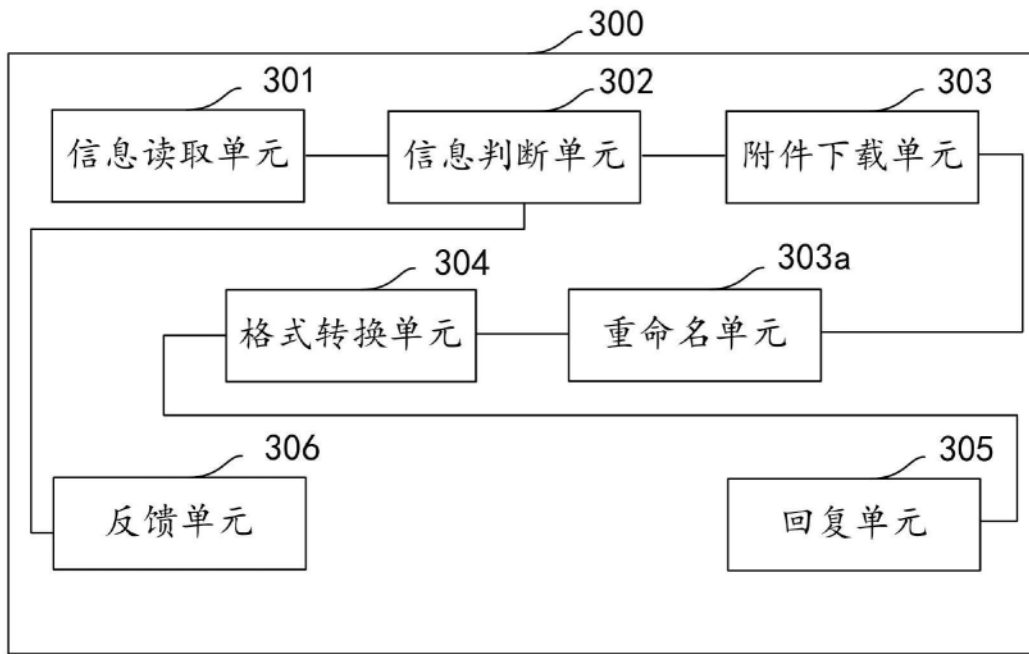 300
301
302
303
信息读取单元
信息判断单元
附件下载单元
304
303a
格式转换单元
重命名单元
306
305
反馈单元
回复单元